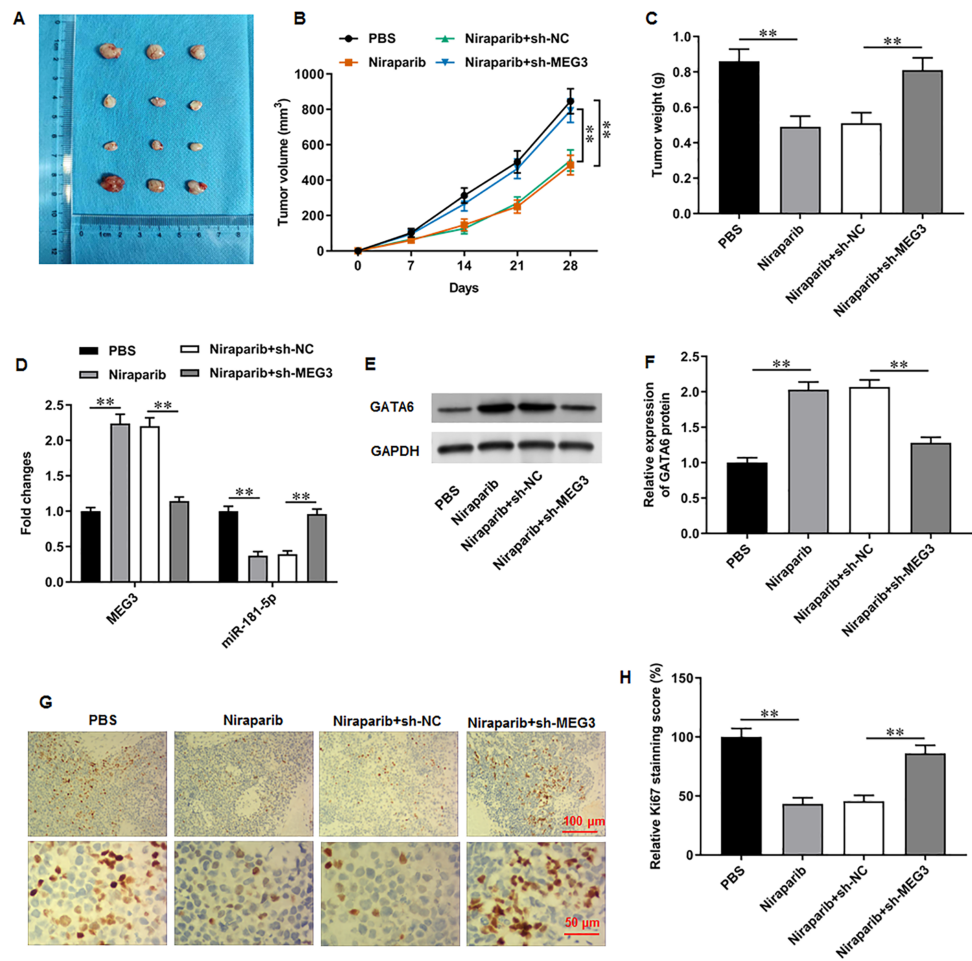 A
B
PBS
Niraparib+sh-NC
Niraparib
Niraparib+sh-MEG3
Tumor volume (mm3)
1000
800
600
400
200
0
**
**
0 7 14 21 28
Days
C
Tumor weight (g)
1.0
0.8
0.6
0.4
0.2
0.0
** **
PBS
Niraparib
Niraparib+sh-NC
Niraparib+sh-MEG3
D
PBS
Niraparib+sh-NC
Niraparib
Niraparib+sh-MEG3
Fold changes
2.5
2.0
1.5
1.0
0.5
0.0
** **
** **
MEG3
miR-181-5p
E
GATA6
GAPDH
PBS
Niraparib
Niraparib+sh-NC
Niraparib+sh-MEG3
F
Relative expression
of GATA6 protein
2.5
2.0
1.5
1.0
0.5
0.0
** **
PBS
Niraparib
Niraparib+sh-NC
Niraparib+sh-MEG3
G
PBS Niraparib Niraparib+sh-NC Niraparib+sh-MEG3
100 μm
50 μm
H
Relative Ki67 stainning score (%)
150
100
50
0
** **
PBS
Niraparib
Niraparib+sh-NC
Niraparib+sh-MEG3